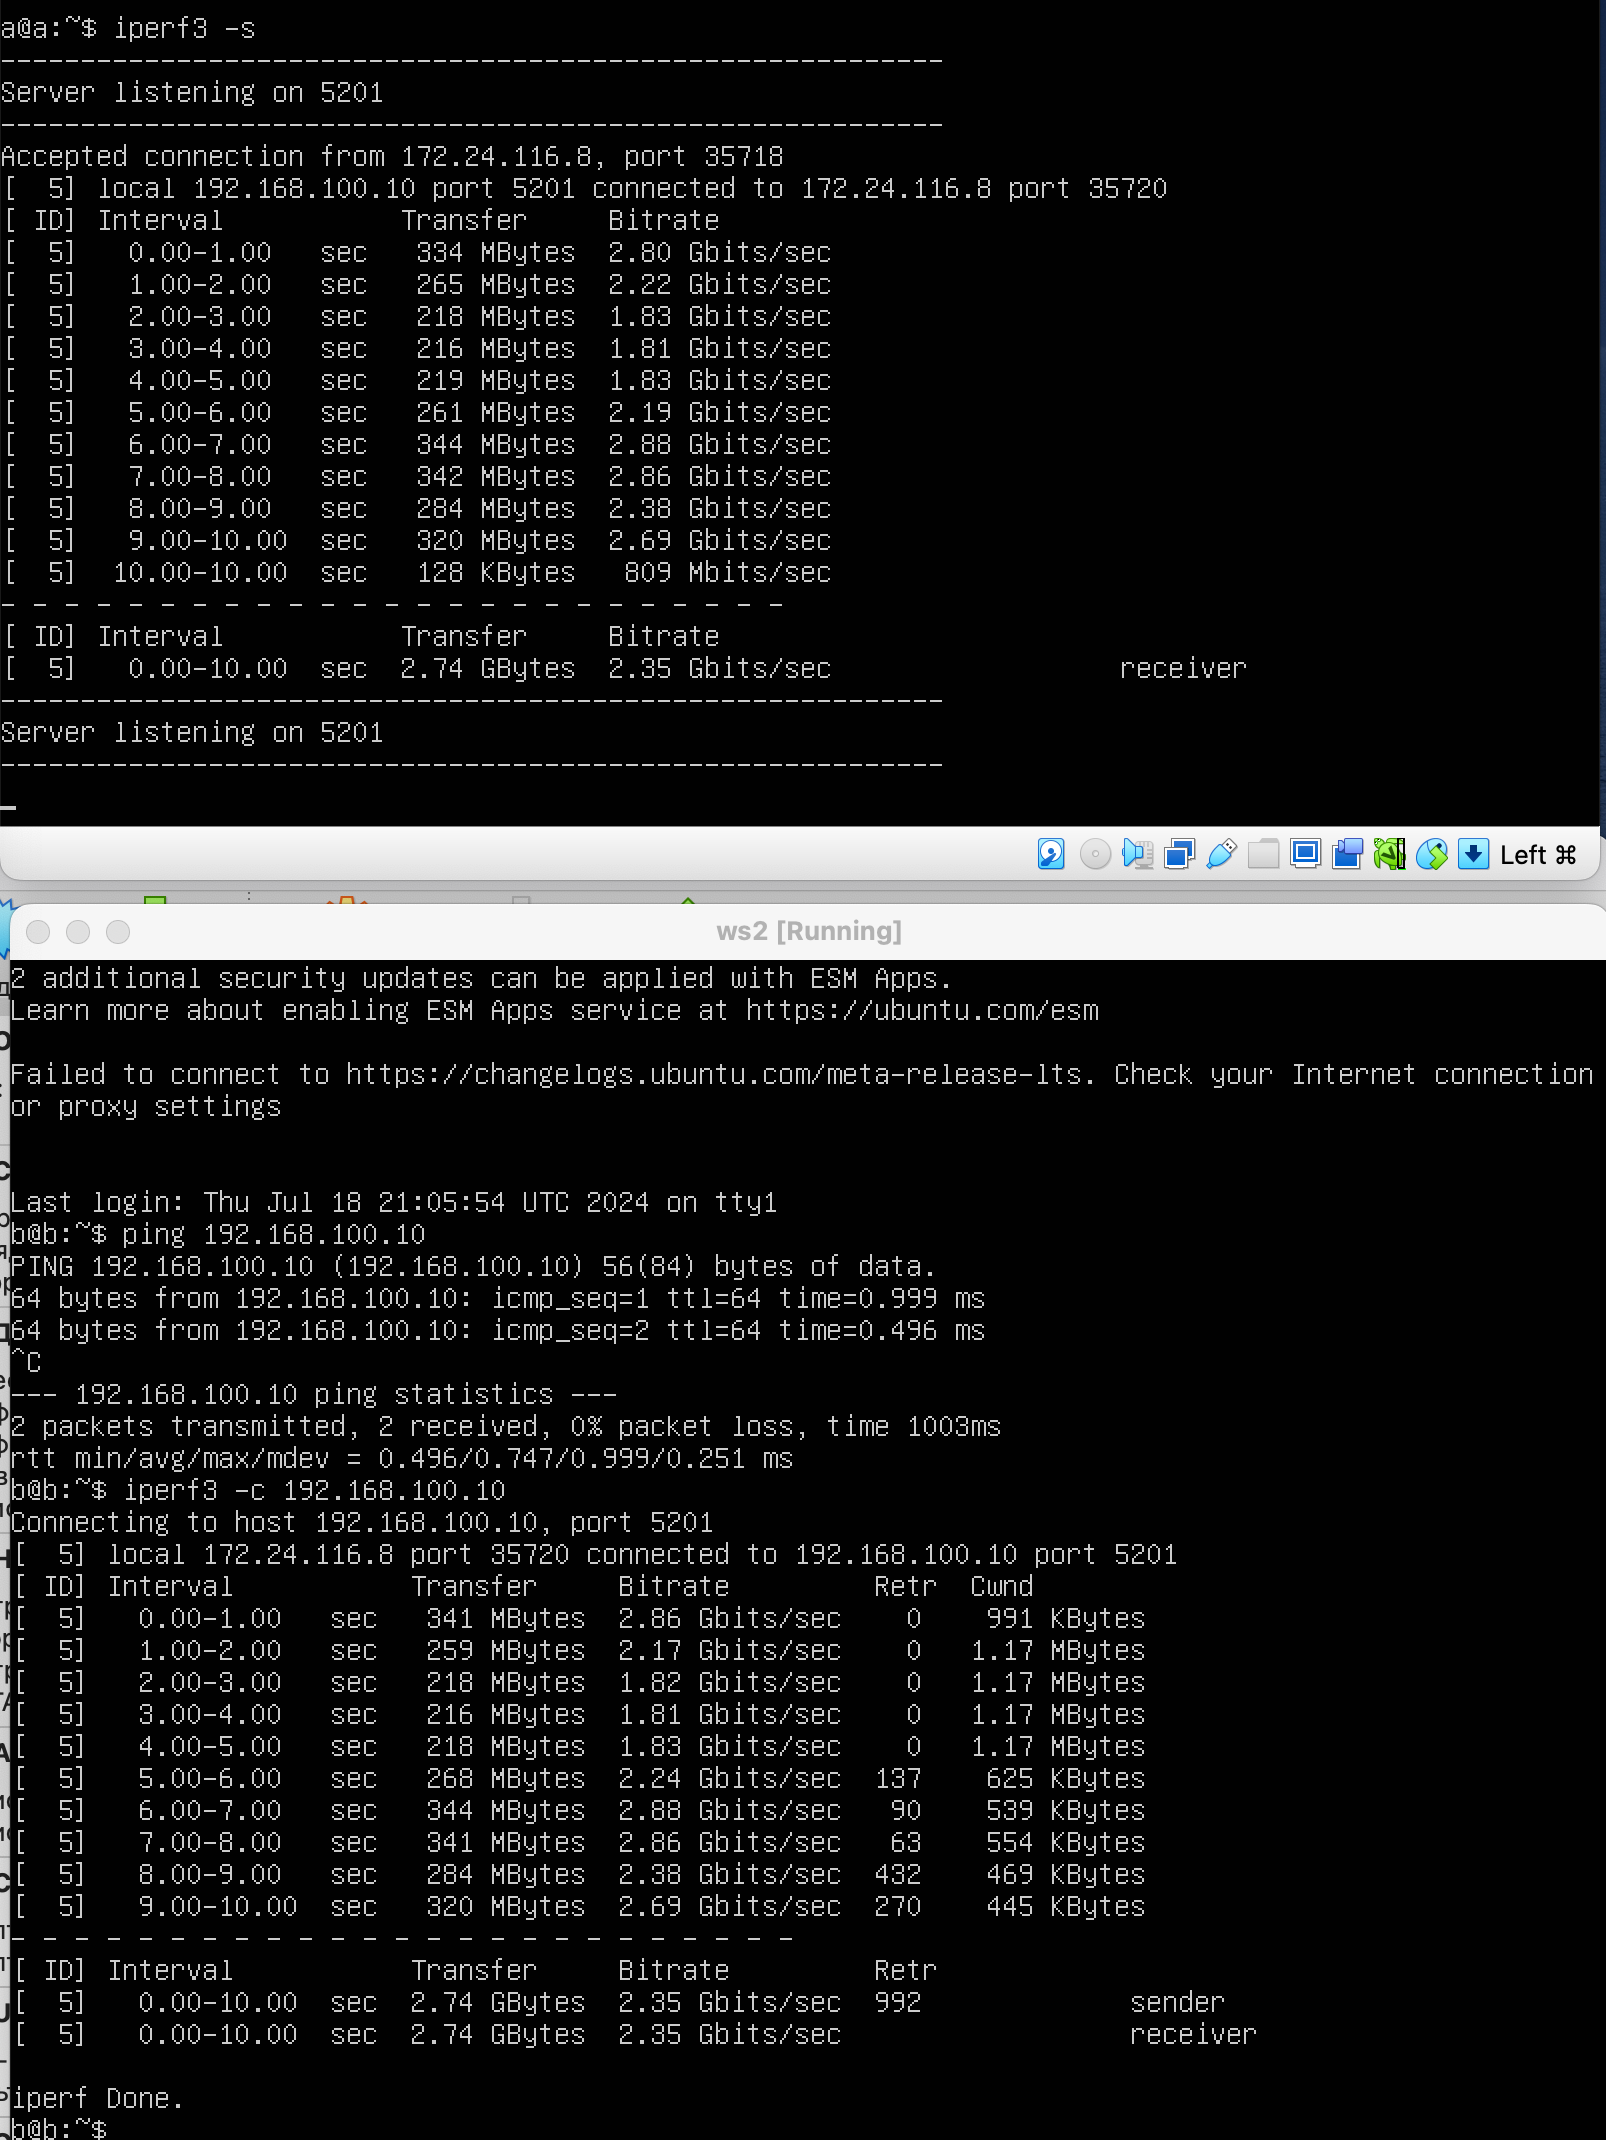 a@a:~$ iperf3 -s
-----------------------------------------------------------
Server listening on 5201
-----------------------------------------------------------
Accepted connection from 172.24.116.8, port 35718
[  5] local 192.168.100.10 port 5201 connected to 172.24.116.8 port 35720
[ ID] Interval           Transfer     Bitrate
[  5]   0.00-1.00   sec   334 MBytes  2.80 Gbits/sec
[  5]   1.00-2.00   sec   265 MBytes  2.22 Gbits/sec
[  5]   2.00-3.00   sec   218 MBytes  1.83 Gbits/sec
[  5]   3.00-4.00   sec   216 MBytes  1.81 Gbits/sec
[  5]   4.00-5.00   sec   219 MBytes  1.83 Gbits/sec
[  5]   5.00-6.00   sec   261 MBytes  2.19 Gbits/sec
[  5]   6.00-7.00   sec   344 MBytes  2.88 Gbits/sec
[  5]   7.00-8.00   sec   342 MBytes  2.86 Gbits/sec
[  5]   8.00-9.00   sec   284 MBytes  2.38 Gbits/sec
[  5]   9.00-10.00  sec   320 MBytes  2.69 Gbits/sec
[  5]  10.00-10.00  sec   128 KBytes   809 Mbits/sec
- - - - - - - - - - - - - - - - - - - - - - - - -
[ ID] Interval           Transfer     Bitrate
[  5]   0.00-10.00  sec  2.74 GBytes  2.35 Gbits/sec                  receiver
-----------------------------------------------------------
Server listening on 5201
-----------------------------------------------------------
Left ⌘
ws2 [Running]
2 additional security updates can be applied with ESM Apps.
Learn more about enabling ESM Apps service at https://ubuntu.com/esm
Failed to connect to https://changelogs.ubuntu.com/meta-release-lts. Check your Internet connection
or proxy settings
Last login: Thu Jul 18 21:05:54 UTC 2024 on tty1
b@b:~$ ping 192.168.100.10
PING 192.168.100.10 (192.168.100.10) 56(84) bytes of data.
64 bytes from 192.168.100.10: icmp_seq=1 ttl=64 time=0.999 ms
64 bytes from 192.168.100.10: icmp_seq=2 ttl=64 time=0.496 ms
^C
--- 192.168.100.10 ping statistics ---
2 packets transmitted, 2 received, 0% packet loss, time 1003ms
rtt min/avg/max/mdev = 0.496/0.747/0.999/0.251 ms
b@b:~$ iperf3 -c 192.168.100.10
Connecting to host 192.168.100.10, port 5201
[  5] local 172.24.116.8 port 35720 connected to 192.168.100.10 port 5201
[ ID] Interval           Transfer     Bitrate         Retr  Cwnd
[  5]   0.00-1.00   sec   341 MBytes  2.86 Gbits/sec    0    991 KBytes
[  5]   1.00-2.00   sec   259 MBytes  2.17 Gbits/sec    0   1.17 MBytes
[  5]   2.00-3.00   sec   218 MBytes  1.82 Gbits/sec    0   1.17 MBytes
[  5]   3.00-4.00   sec   216 MBytes  1.81 Gbits/sec    0   1.17 MBytes
[  5]   4.00-5.00   sec   218 MBytes  1.83 Gbits/sec    0   1.17 MBytes
[  5]   5.00-6.00   sec   268 MBytes  2.24 Gbits/sec  137    625 KBytes
[  5]   6.00-7.00   sec   344 MBytes  2.88 Gbits/sec   90    539 KBytes
[  5]   7.00-8.00   sec   341 MBytes  2.86 Gbits/sec   63    554 KBytes
[  5]   8.00-9.00   sec   284 MBytes  2.38 Gbits/sec  432    469 KBytes
[  5]   9.00-10.00  sec   320 MBytes  2.69 Gbits/sec  270    445 KBytes
- - - - - - - - - - - - - - - - - - - - - - - - -
[ ID] Interval           Transfer     Bitrate         Retr
[  5]   0.00-10.00  sec  2.74 GBytes  2.35 Gbits/sec  992             sender
[  5]   0.00-10.00  sec  2.74 GBytes  2.35 Gbits/sec                  receiver
iperf Done.
b@b:~$